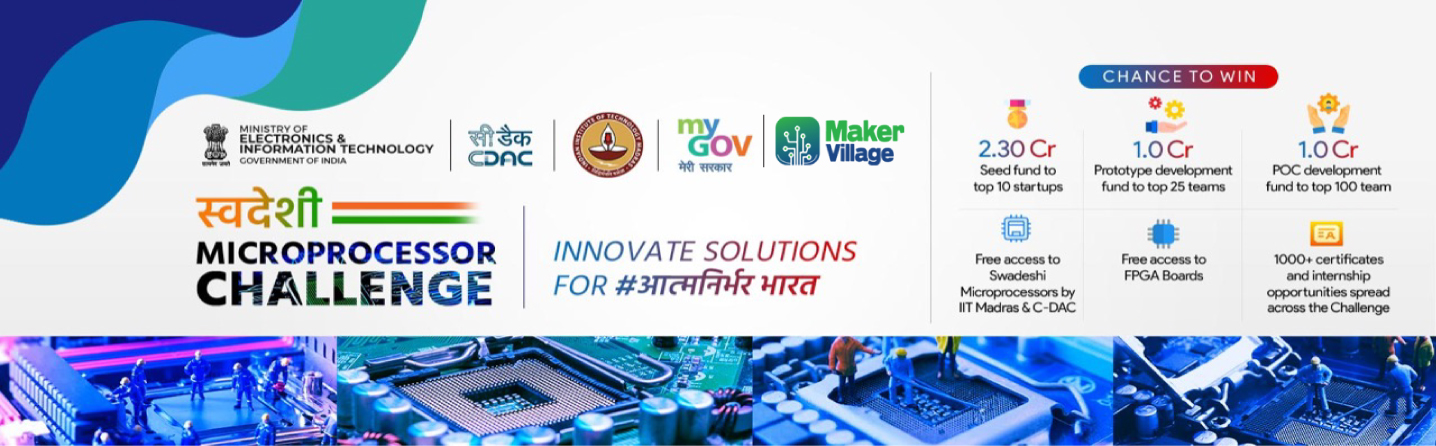 MINISTRY OF
ELECTRONICS &
INFORMATION TECHNOLOGY
GOVERNMENT OF INDIA
सी डैक
CDAC
my
GOV
मेरी सरकार
Maker
Village
स्वदेशी
MICROPROCESSOR
CHALLENGE
INNOVATE SOLUTIONS
FOR #आत्मनिर्भर भारत
CHANCE TO WIN
2.30 Cr
Seed fund to
top 10 startups
1.0 Cr
Prototype development
fund to top 25 teams
1.0 Cr
POC development
fund to top 100 team
Free access to
Swadeshi
Microprocessors by
IIT Madras & C-DAC
Free access to
FPGA Boards
1000+ certificates
and internship
opportunities spread
across the Challenge